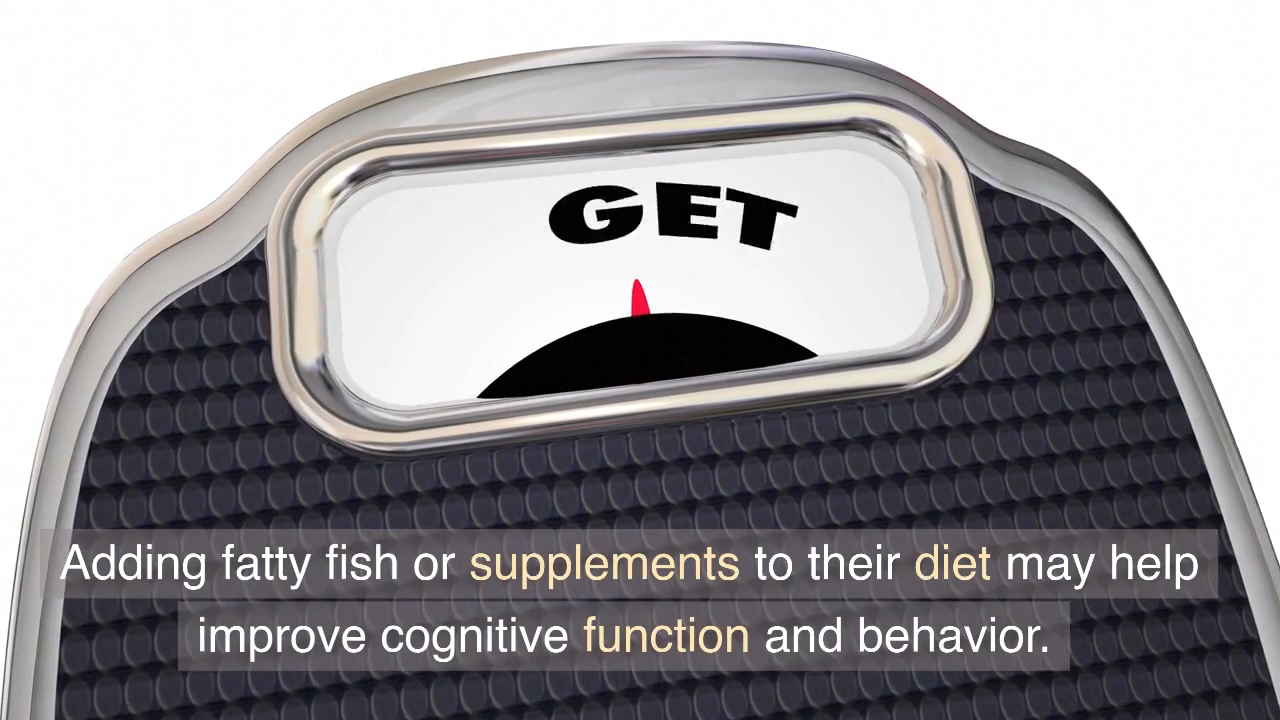 GET
Adding fatty fish or supplements to their diet may help
improve cognitive function and behavior.